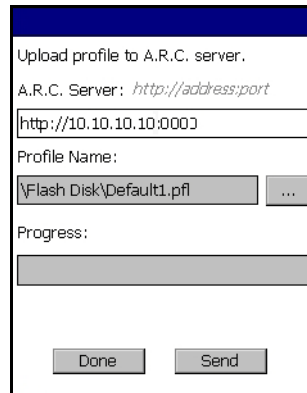 Upload profile to A.R.C. server.
A.R.C. Server: http://address:port
http://10.10.10.10:0000
Profile Name:
\Flash Disk\Default1.pfl
...
Progress:
Done Send